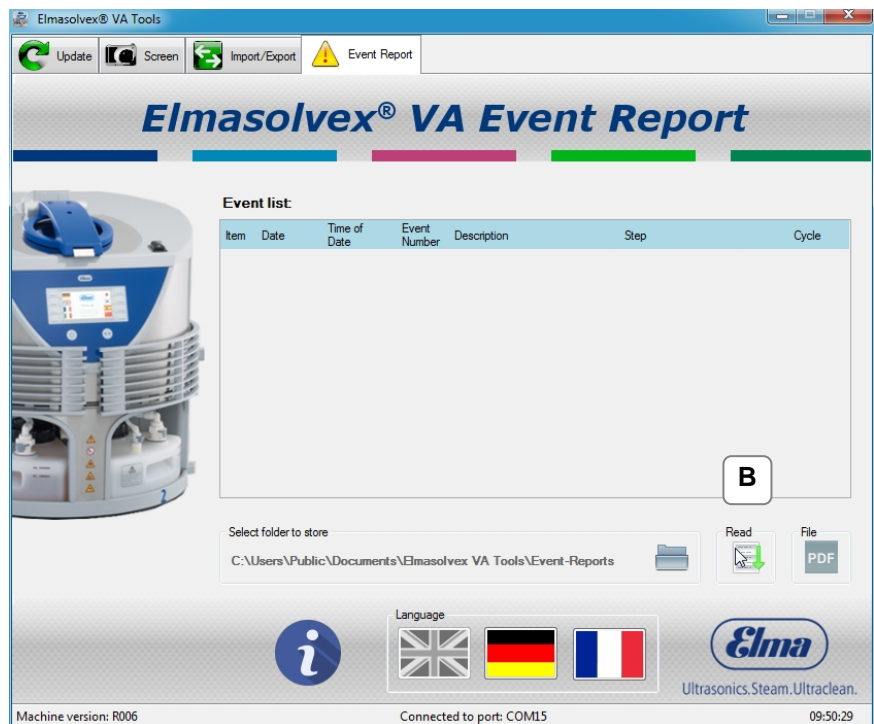 Elmasolvex® VA Tools
Update Screen Import/Export Event Report
Elmasolvex® VA Event Report
Event list:
Item Date Time of Date Event Number Description Step Cycle
B
Select folder to store Read File
C:\Users\Public\Documents\Elmasolvex VA Tools\Event-Reports PDF
Language
i
Elma
Ultrasonics.Steam.Ultraclean.
Machine version: R006 Connected to port: COM15 09:50:29
2